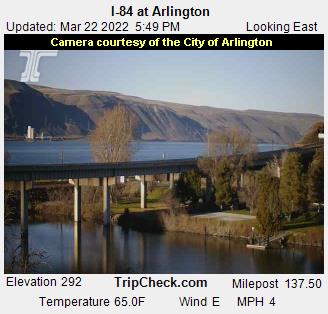 I-84 at Arlington
Updated: Mar 22 2022 5:49 PM Looking East
Camera courtesy of the City of Arlington
Elevation 292 TripCheck.com Milepost 137.50
Temperature 65.0F Wind E MPH 4